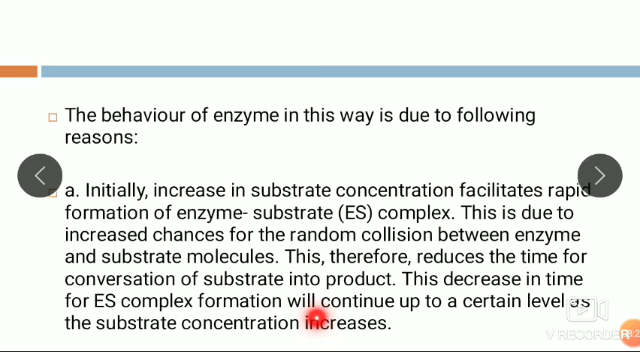 The behaviour of enzyme in this way is due to following
reasons:
a. Initially, increase in substrate concentration facilitates rapid
formation of enzyme- substrate (ES) complex. This is due to
increased chances for the random collision between enzyme
and substrate molecules. This, therefore, reduces the time for
conversation of substrate into product. This decrease in time
for ES complex formation will continue up to a certain level as
the substrate concentration increases.
V RECORDER